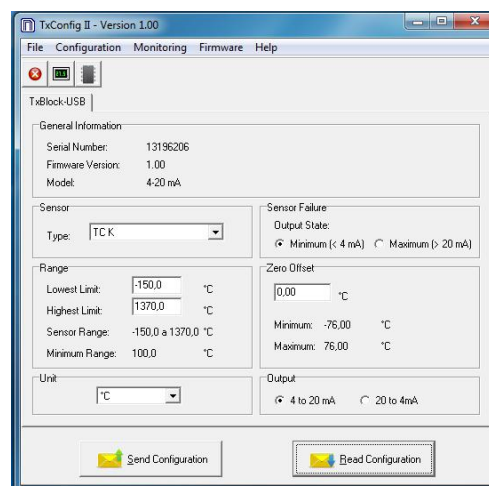 TxConfig II - Version 1.00
File Configuration Monitoring Firmware Help
TxBlock-USB
General Information
Serial Number: 13196206
Firmware Version: 1.00
Model: 4-20 mA
Sensor
Type: TC K
Sensor Failure
Output State:
Minimum (< 4 mA) Maximum (> 20 mA)
Range
Lowest Limit: -150,0 °C
Highest Limit: 1370,0 °C
Sensor Range: -150,0 a 1370,0 °C
Minimum Range: 100,0 °C
Zero Offset
0,00 °C
Minimum: -76,00 °C
Maximum: 76,00 °C
Unit
°C
Output
4 to 20 mA 20 to 4mA
Send Configuration
Read Configuration